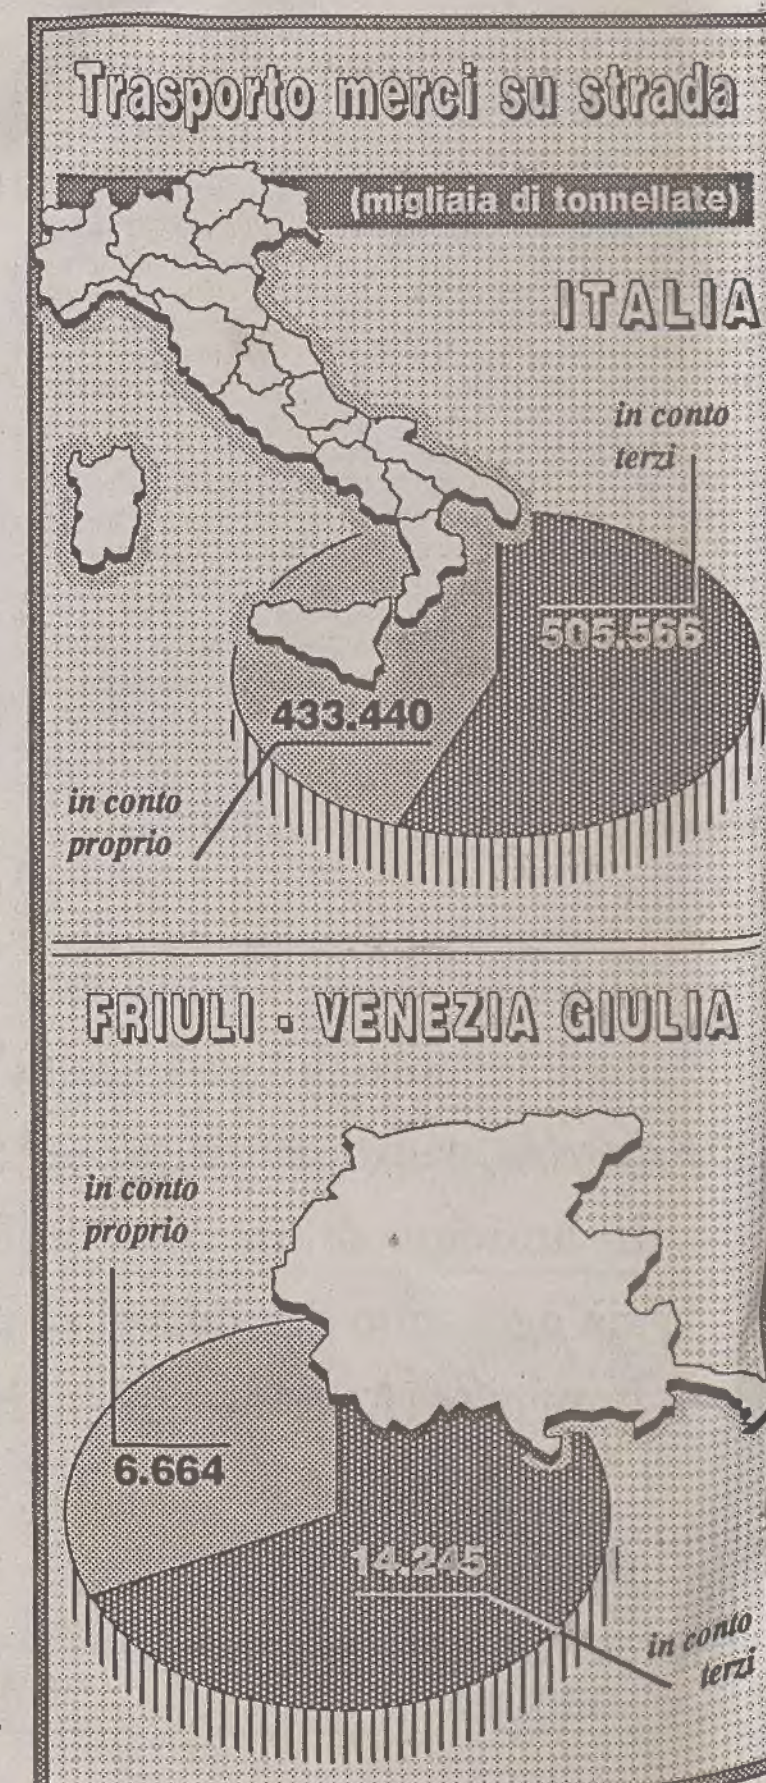 Trasporto merci su strada
(migliaia di tonnellate)
ITALIA
in conto
terzi
505.566
433.440
in conto
proprio
FRIULI - VENEZIA GIULIA
in conto
proprio
6.664
14.245
in conto
terzi